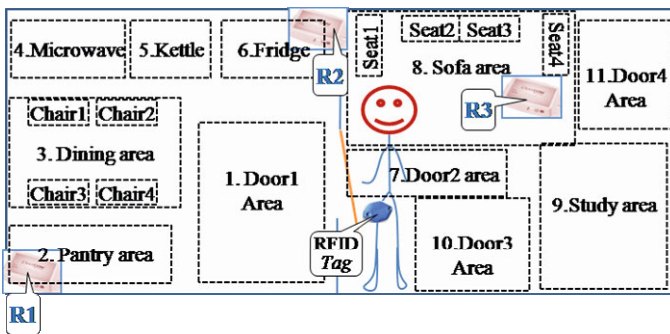 4.Microwave
5.Kettle
6.Fridge
R2
Seat1
Seat2
Seat3
Seat4
8. Sofa area
R3
11.Door4
Area
Chair1
Chair2
3. Dining area
Chair3
Chair4
1. Door1
Area
7.Door2 area
9.Study area
RFID
Tag
10.Door3
Area
2. Pantry area
R1